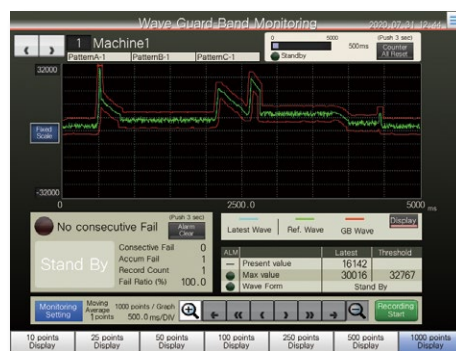 Wave Guard-Band Monitoring
2020.07.21 12:44
1 Machine1
PatternA-1 PatternB-1 PatternC-1
0 5000
500ms
Standby
(Push 3 sec)
Counter
All Reset
32000
Fixed
Scale
-32000
0 2500.0 5000
ms
No consecutive Fail
(Push 3 sec)
Alarm
Clear
Stand By
Consective Fail 0
Accum Fail 1
Record Count 1
Fail Ratio (%) 100.0
Latest Wave Ref. Wave GB Wave
Display
ALM Latest Threshold
Present value 16142
Max value 30016 32767
Wave Form Stand By
Monitoring
Setting
Moving
Average
1 points
1000 points / Graph
500.0 ms/DIV
Recording
Start
10 points
Display
25 points
Display
50 points
Display
100 points
Display
250 points
Display
500 points
Display
1000 points
Display